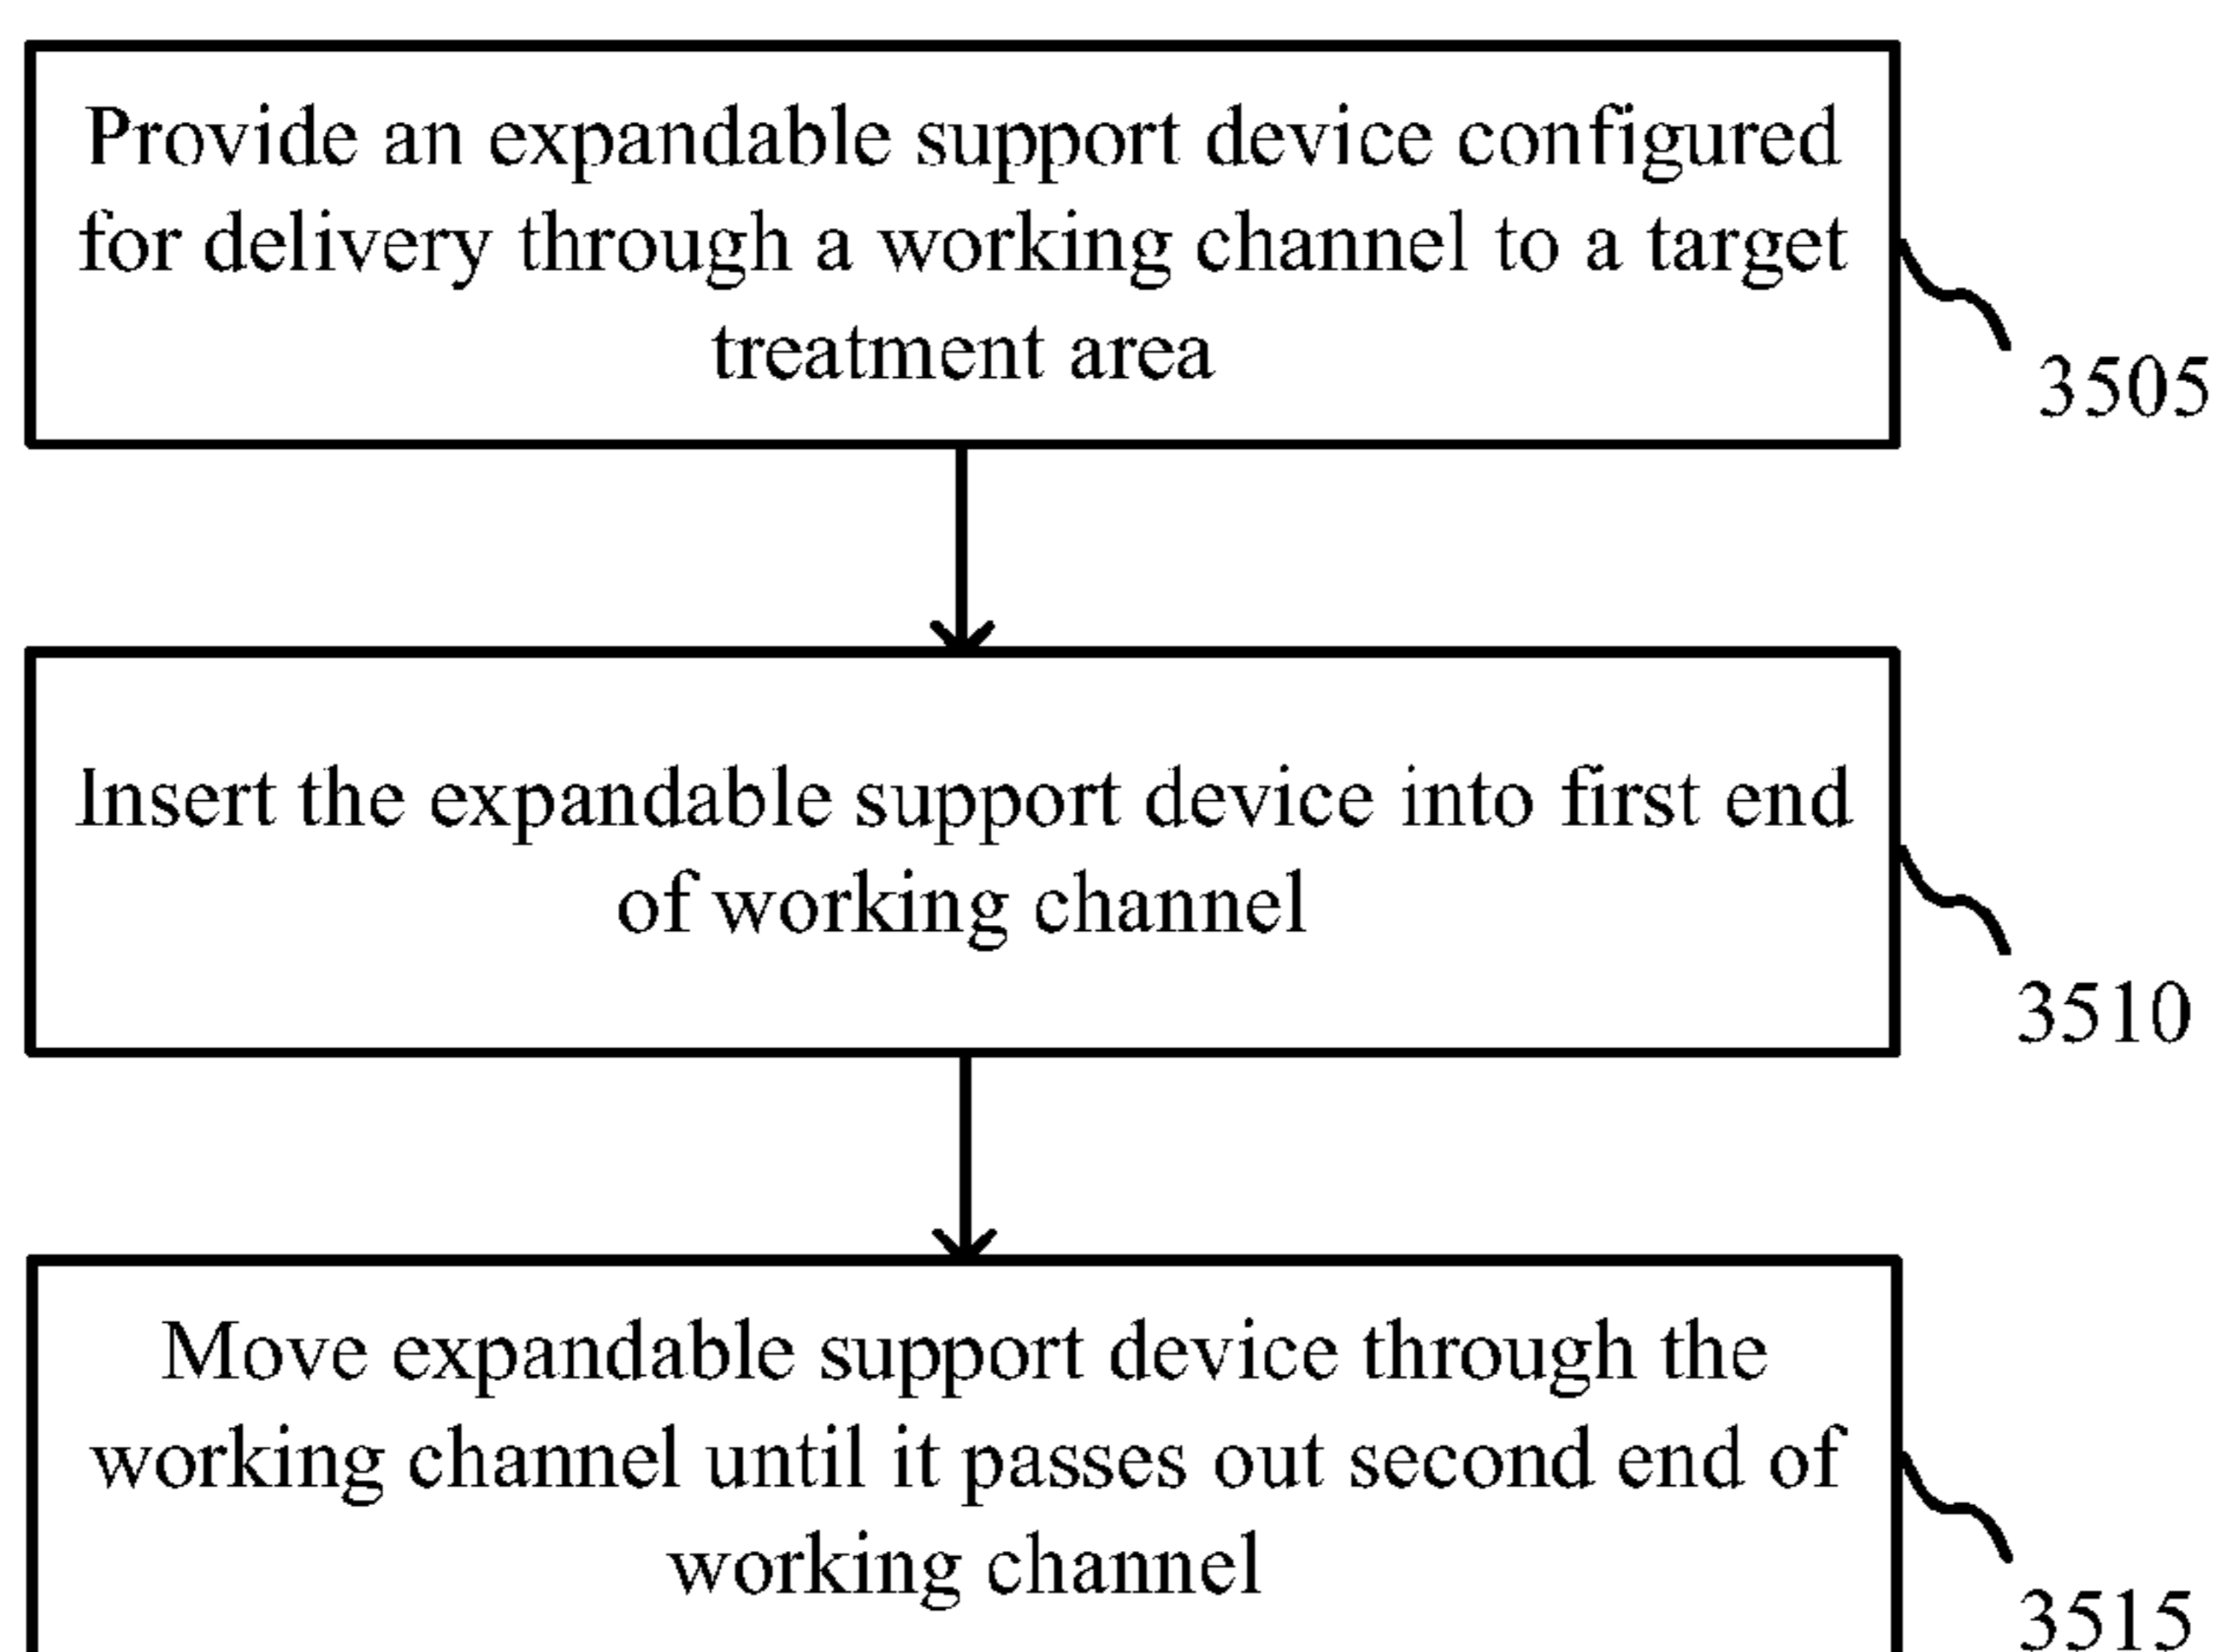 Provide an expandable support device configured
for delivery through a working channel to a target
treatment area
3505
Insert the expandable support device into first end
of working channel
3510
Move expandable support device through the
working channel until it passes out second end of
working channel
3515